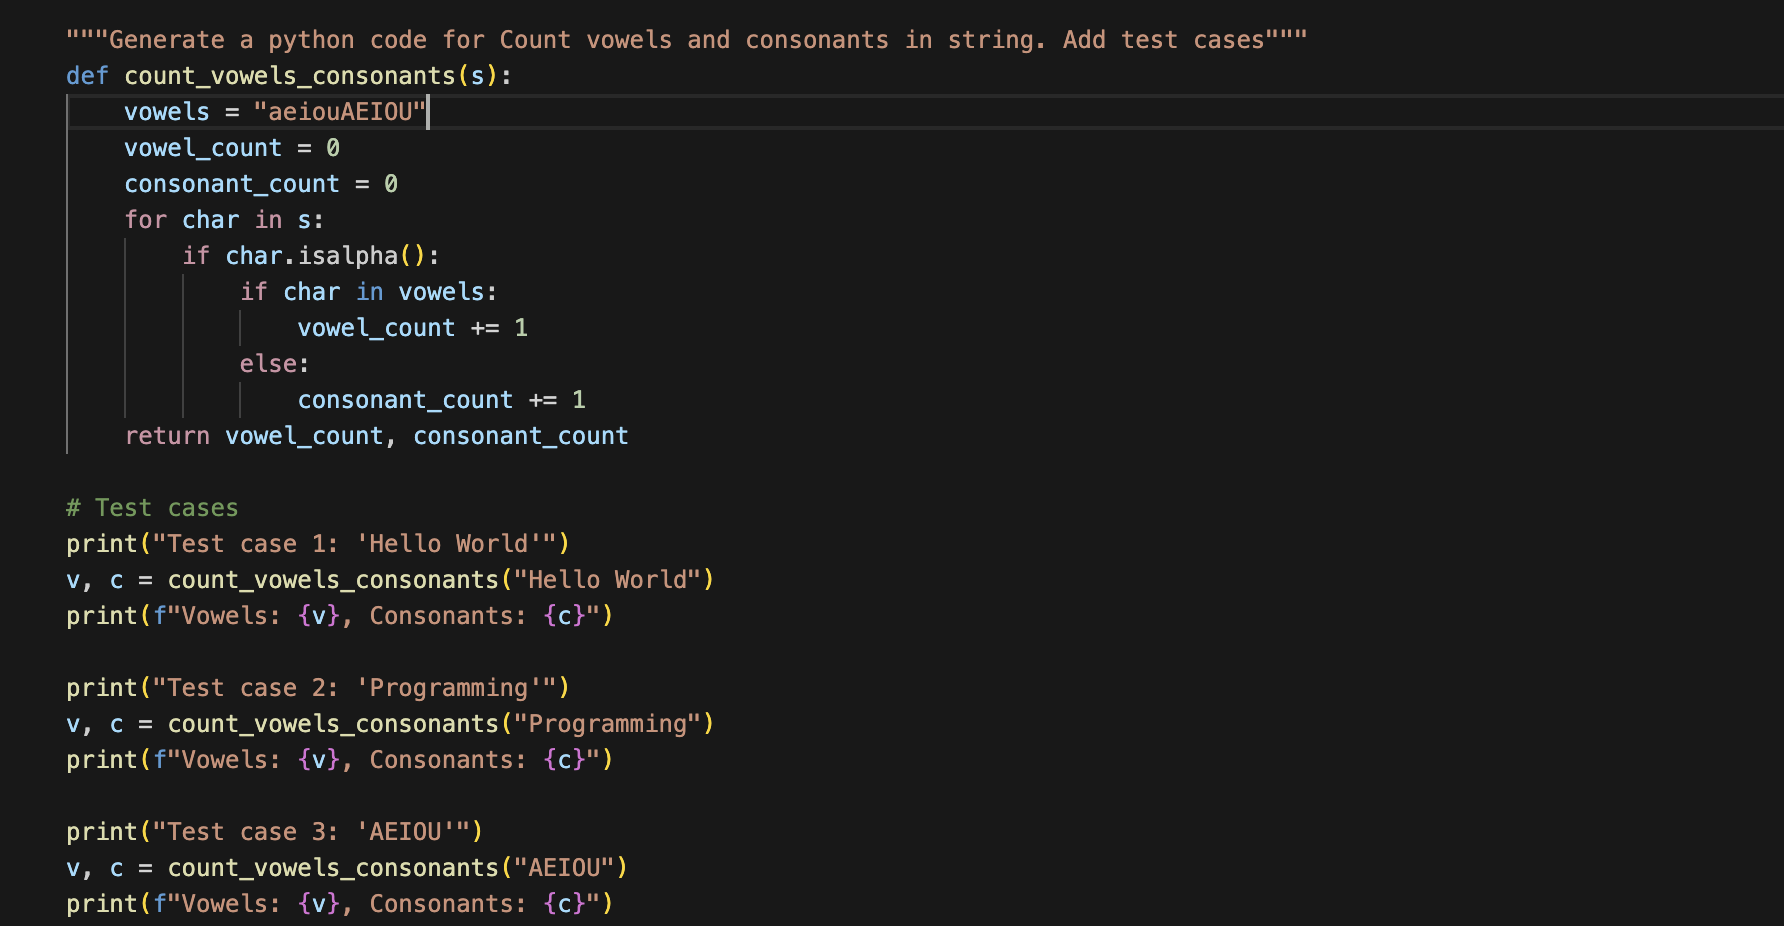 """Generate a python code for Count vowels and consonants in string. Add test cases"""
def count_vowels_consonants(s):
    vowels = "aeiouAEIOU"
    vowel_count = 0
    consonant_count = 0
    for char in s:
        if char.isalpha():
            if char in vowels:
                vowel_count += 1
            else:
                consonant_count += 1
    return vowel_count, consonant_count

# Test cases
print("Test case 1: 'Hello World'")
v, c = count_vowels_consonants("Hello World")
print(f"Vowels: {v}, Consonants: {c}")

print("Test case 2: 'Programming'")
v, c = count_vowels_consonants("Programming")
print(f"Vowels: {v}, Consonants: {c}")

print("Test case 3: 'AEIOU'")
v, c = count_vowels_consonants("AEIOU")
print(f"Vowels: {v}, Consonants: {c}")